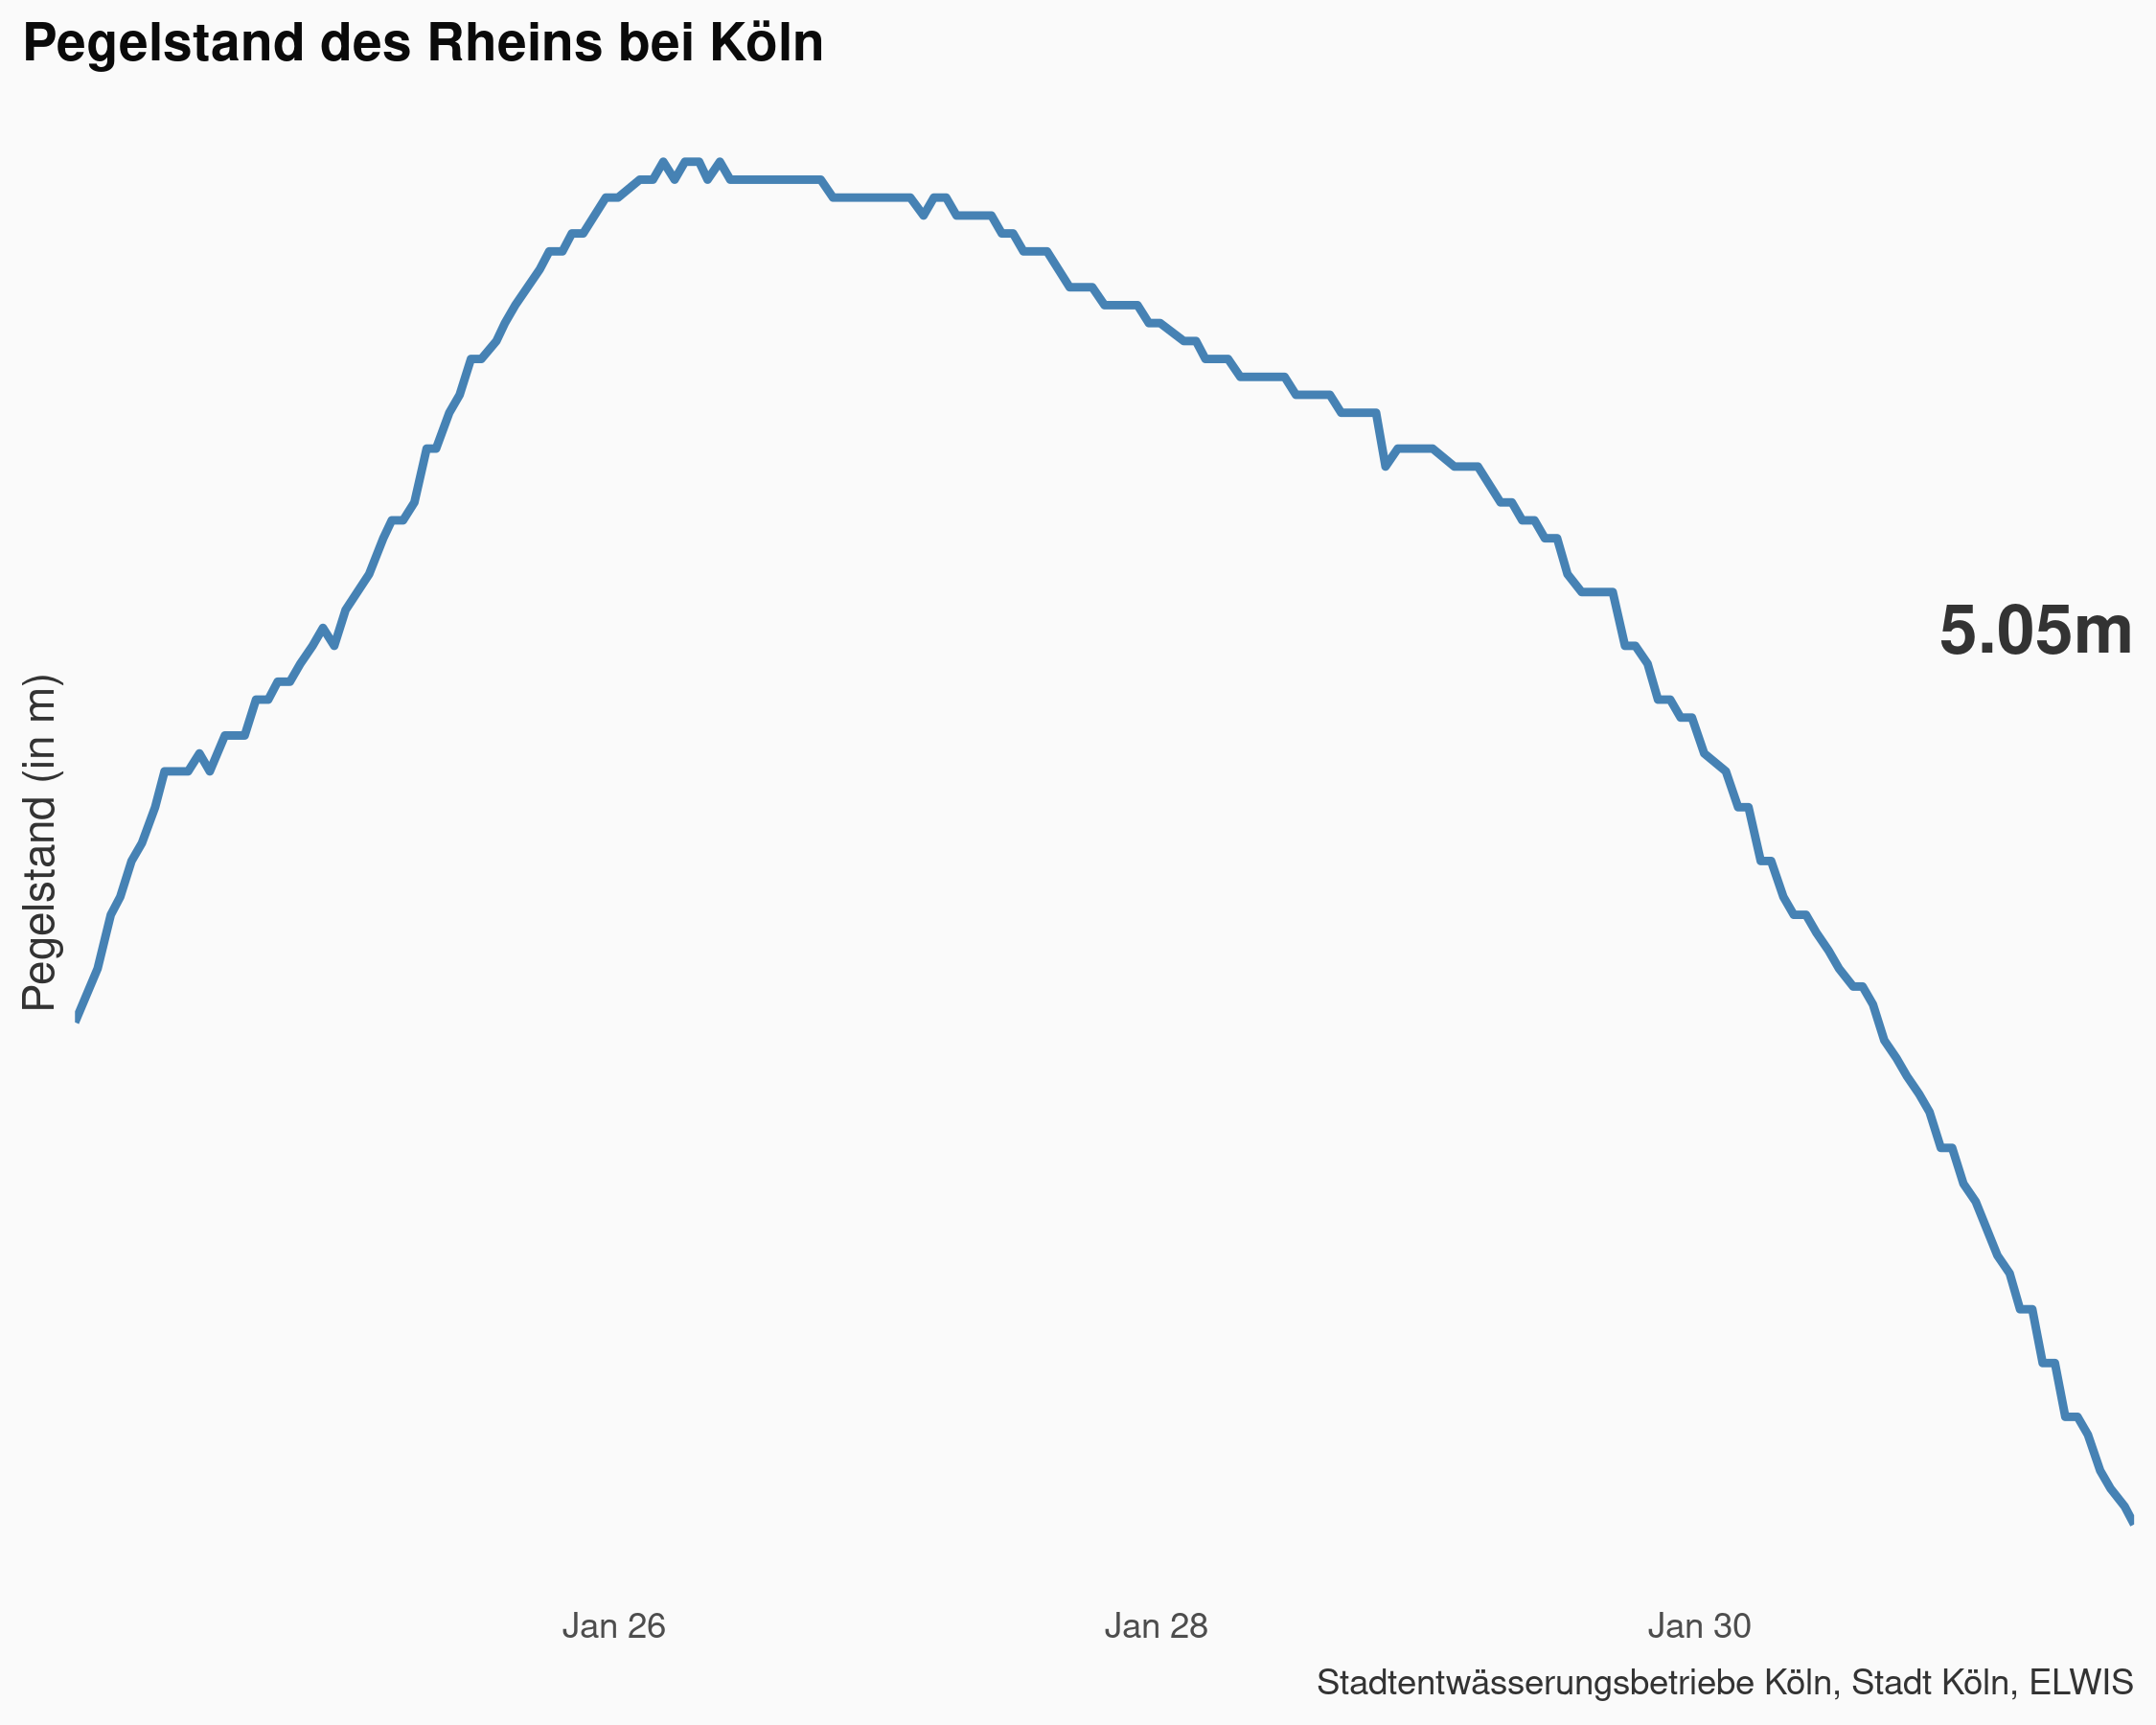 Pegelstand des Rheins bei Köln
5.05m
Pegelstand (in m)
Jan 26
Jan 28
Jan 30
Stadtentwässerungsbetriebe Köln, Stadt Köln, ELWIS